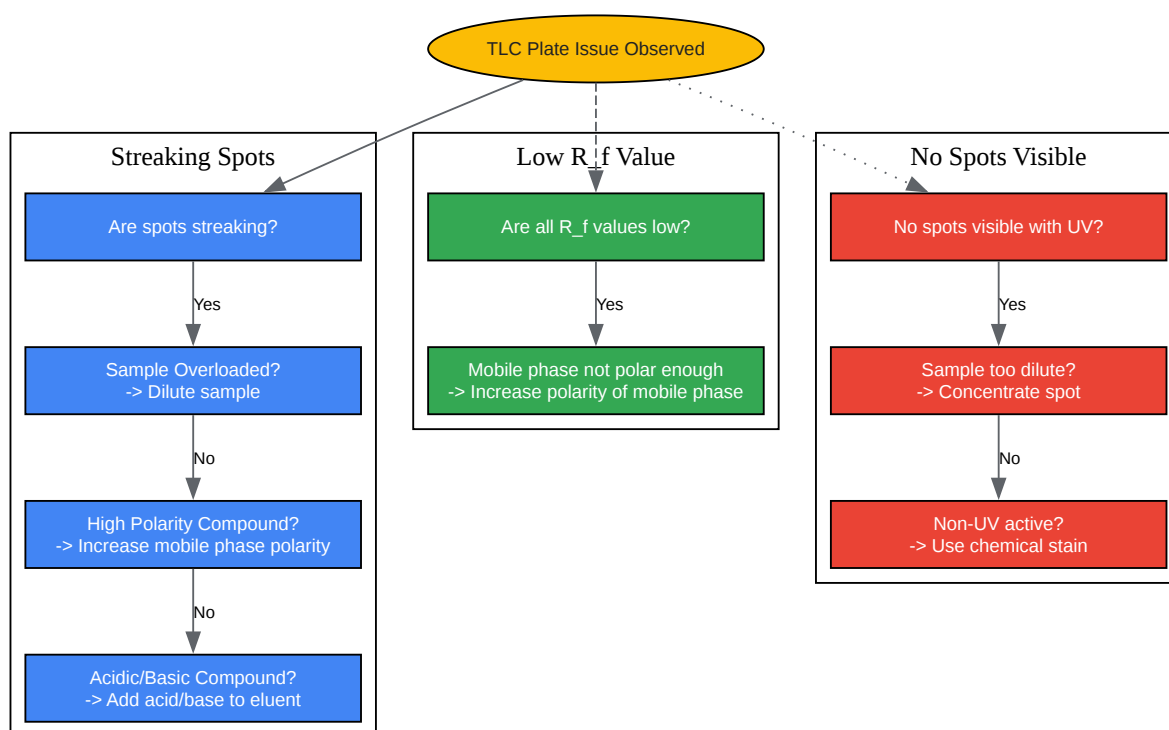 TLC Plate Issue Observed
Streaking Spots
Are spots streaking?
Yes
Sample Overloaded?
-> Dilute sample
No
High Polarity Compound?
-> Increase mobile phase polarity
No
Acidic/Basic Compound?
-> Add acid/base to eluent
Low R_f Value
Are all R_f values low?
Yes
Mobile phase not polar enough
-> Increase polarity of mobile phase
No Spots Visible
No spots visible with UV?
Yes
Sample too dilute?
-> Concentrate spot
No
Non-UV active?
-> Use chemical stain